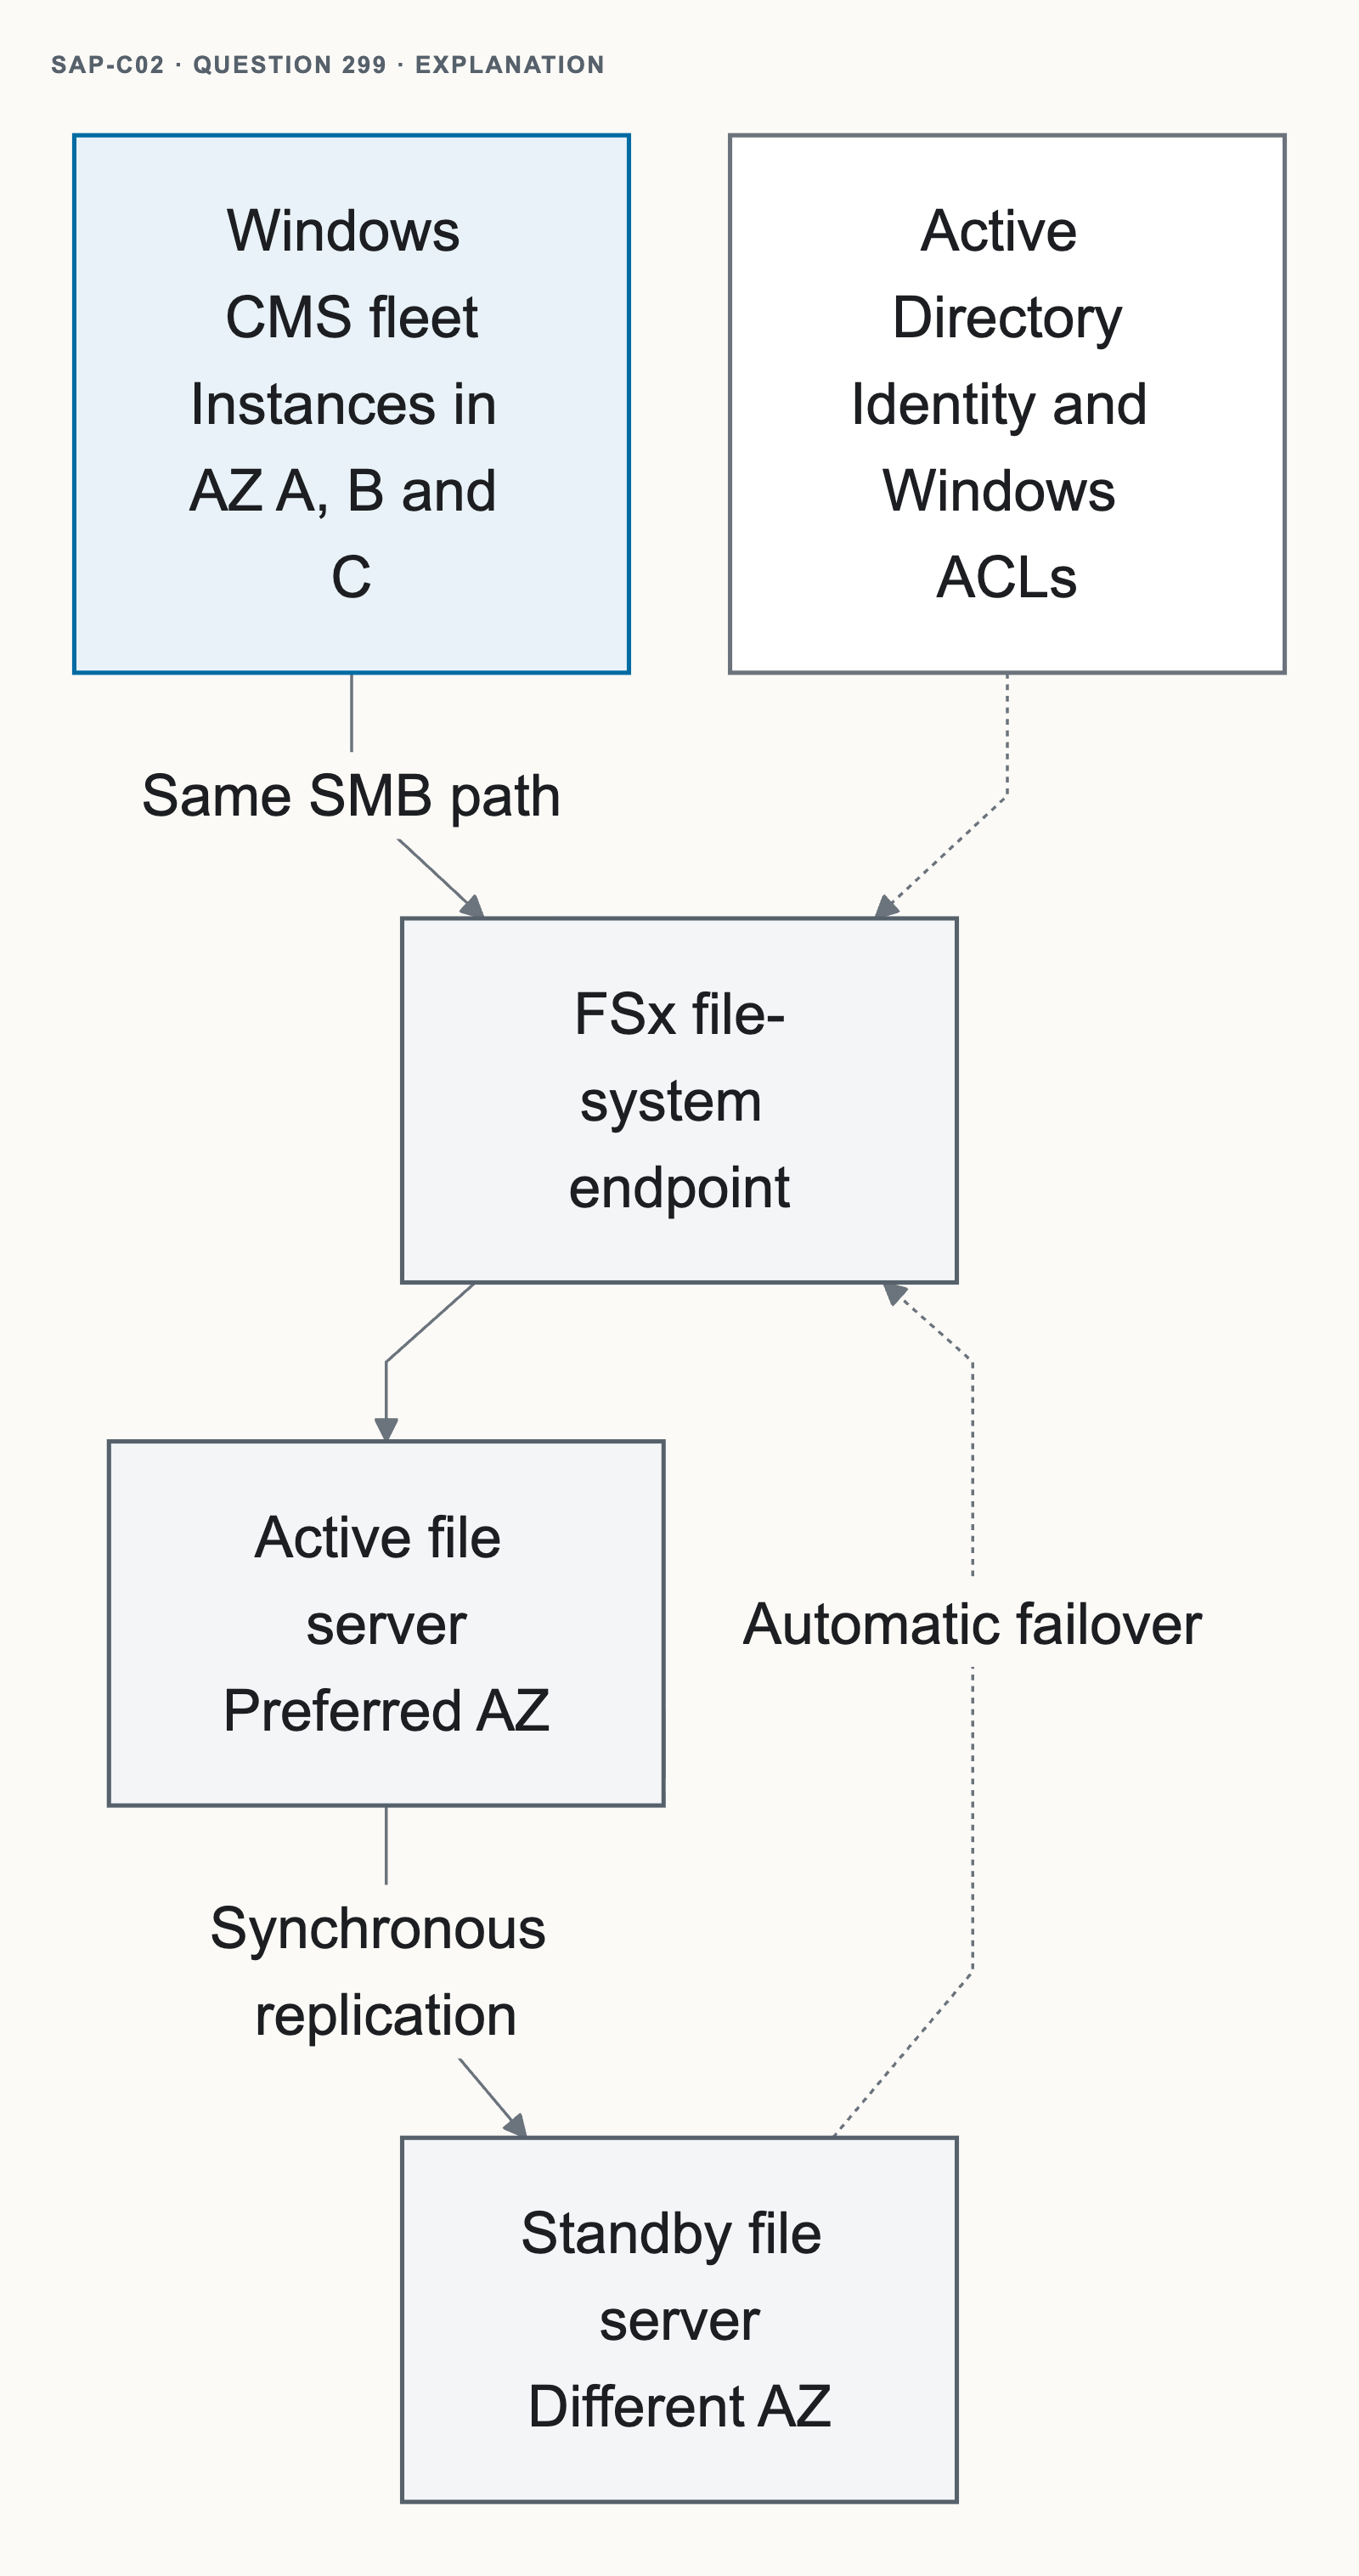 SAP-C02 · QUESTION 299 · EXPLANATION
Windows
CMS fleet
Instances in
AZ A, B and
C
Active
Directory
Identity and
Windows
ACLs
Same SMB path
FSx file-
system
endpoint
Active file
server
Preferred AZ
Automatic failover
Synchronous
replication
Standby file
server
Different AZ